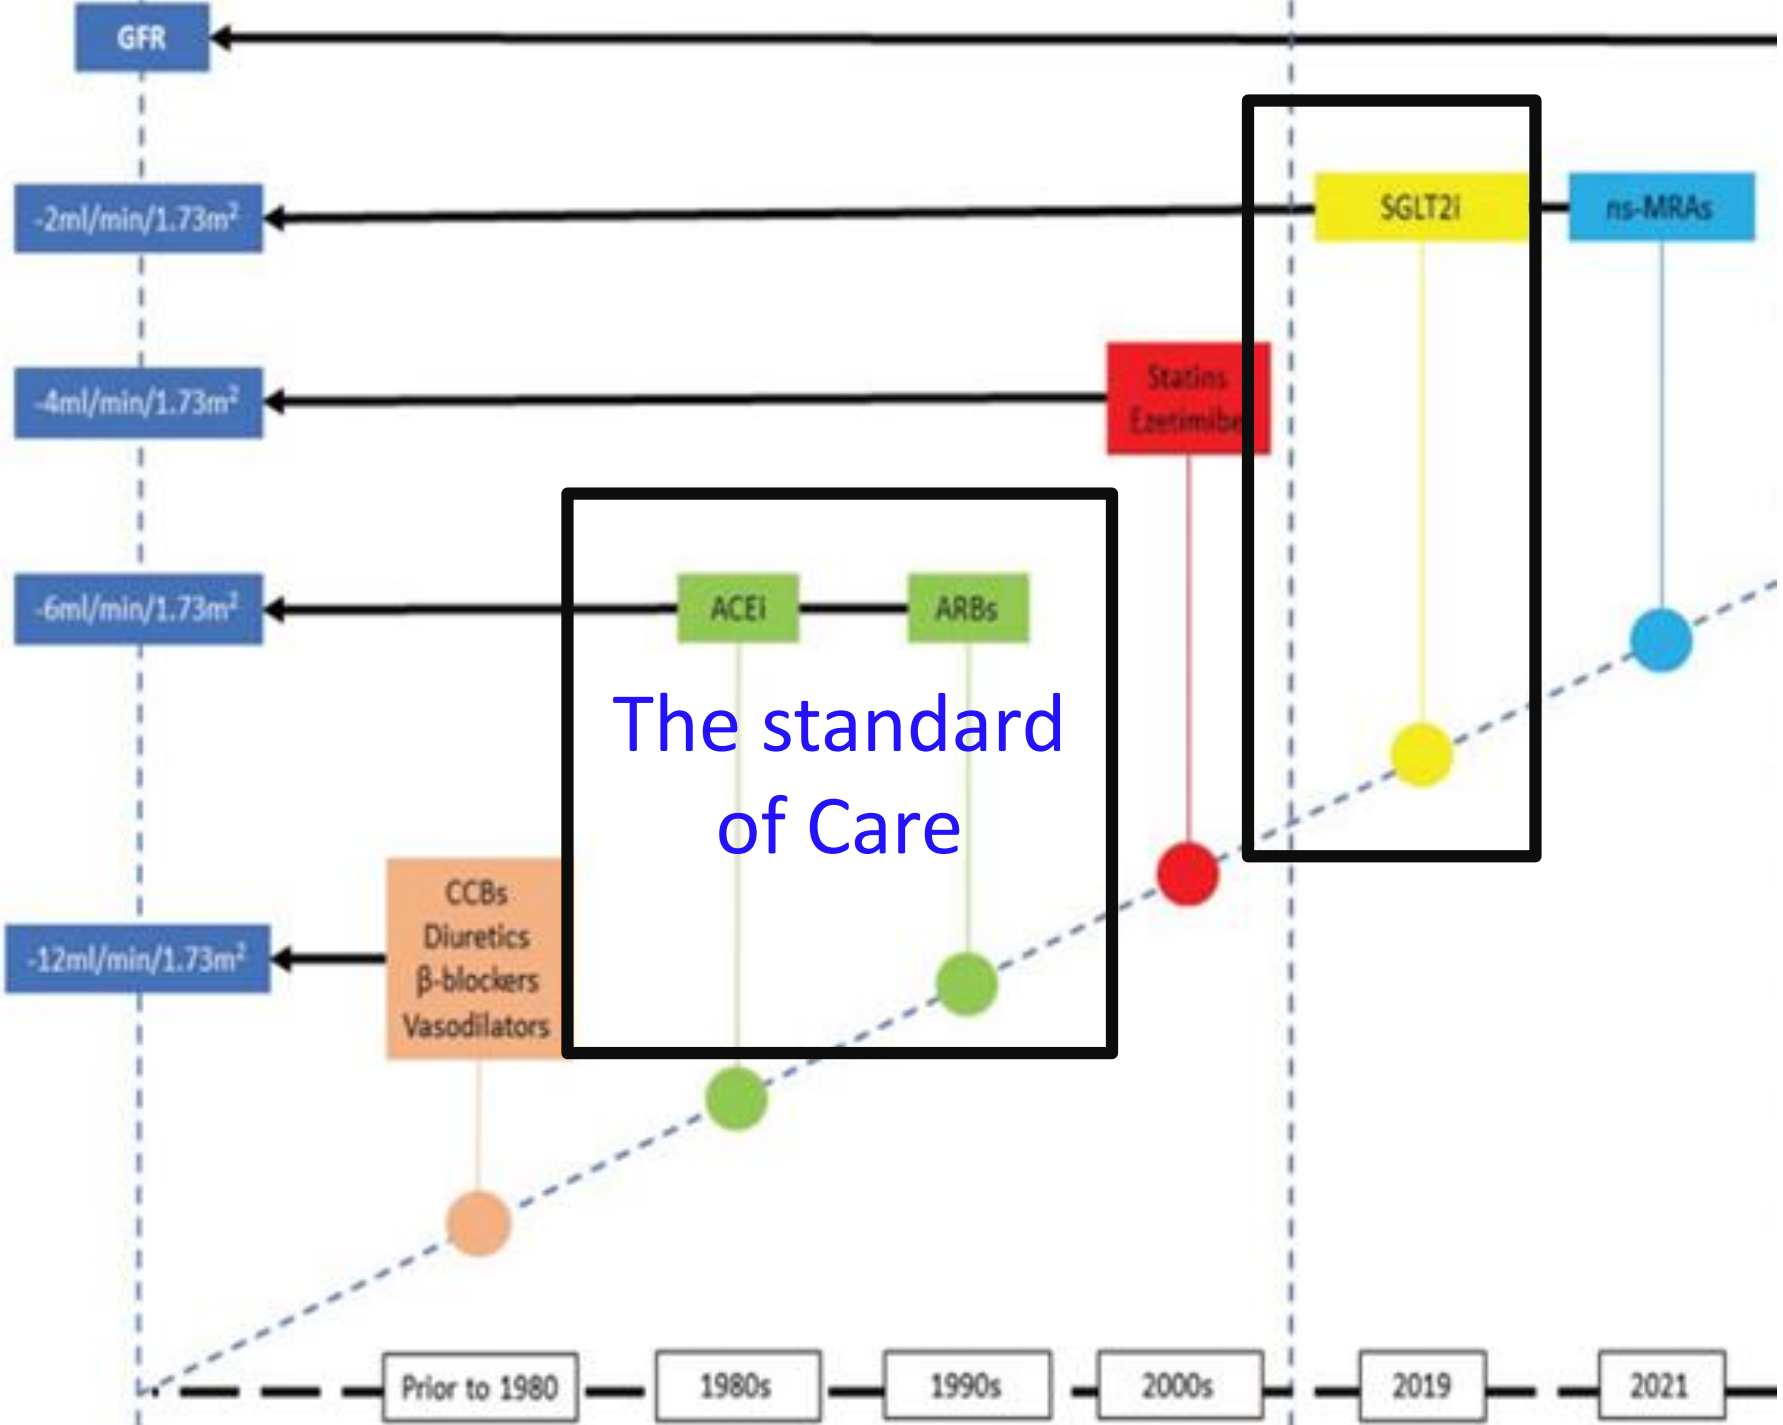 GFR
-2ml/min/1.73m²
SGLT2i
ns-MRAs
-4ml/min/1.73m²
Statins
Ezetimibe
-6ml/min/1.73m²
ACEi
ARBs
The standard
of Care
-12ml/min/1.73m²
CCBs
Diuretics
β-blockers
Vasodilators
Prior to 1980
1980s
1990s
2000s
2019
2021